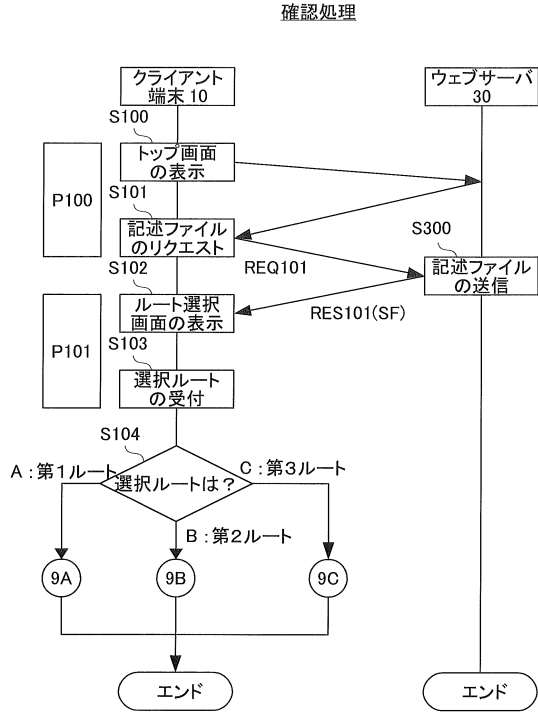 確認処理
クライアント
端末10
ウェブサーバ
30
S100
トップ画面
の表示
P100
S101
記述ファイル
のリクエスト
REQ101
S300
記述ファイル
の送信
S102
ルート選択
画面の表示
RES101(SF)
P101
S103
選択ルート
の受付
S104
選択ルートは？
A：第１ルート
B：第２ルート
C：第３ルート
9A
9B
9C
エンド
エンド